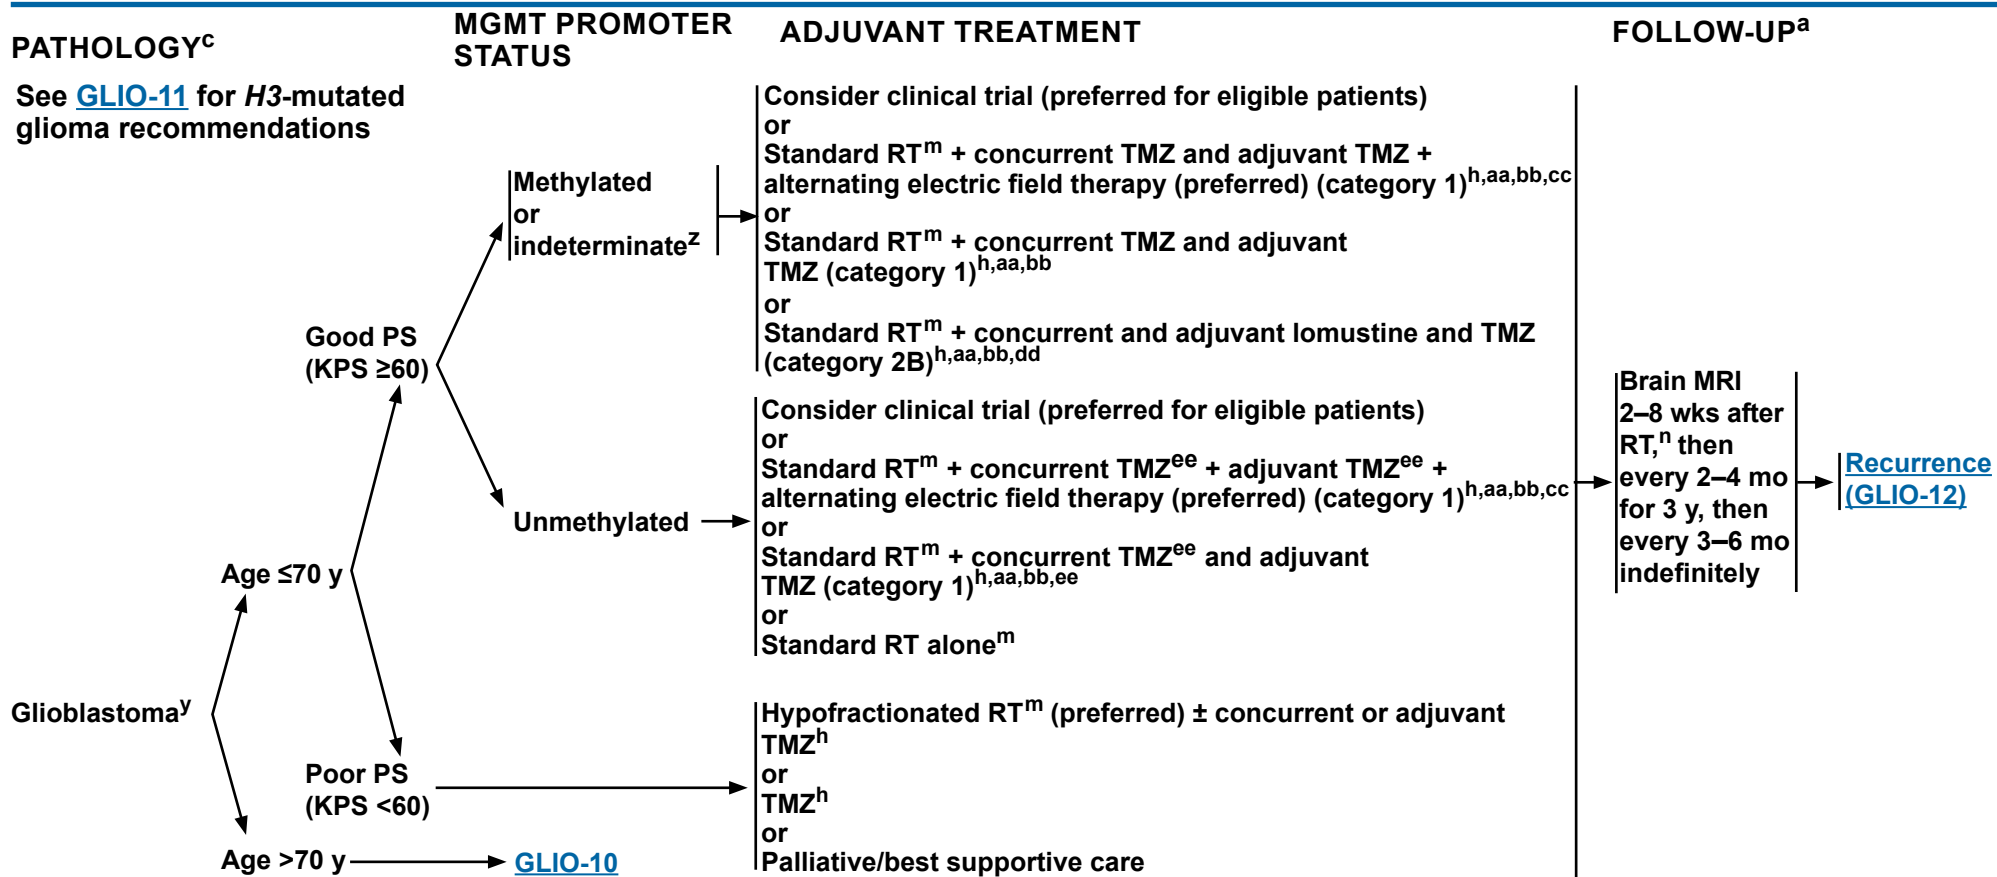 PATHOLOGYc
MGMT PROMOTER
STATUS
ADJUVANT TREATMENT
FOLLOW-UPa
See GLIO-11 for H3-mutated
glioma recommendations
Glioblastomay
Age ≤70 y
Good PS
(KPS ≥60)
Methylated
or
indeterminatez
Consider clinical trial (preferred for eligible patients)
or
Standard RTm + concurrent TMZ and adjuvant TMZ +
alternating electric field therapy (preferred) (category 1)h,aa,bb,cc
or
Standard RTm + concurrent TMZ and adjuvant
TMZ (category 1)h,aa,bb
or
Standard RTm + concurrent and adjuvant lomustine and TMZ
(category 2B)h,aa,bb,dd
Unmethylated
Consider clinical trial (preferred for eligible patients)
or
Standard RTm + concurrent TMZee + adjuvant TMZee +
alternating electric field therapy (preferred) (category 1)h,aa,bb,cc
or
Standard RTm + concurrent TMZee and adjuvant
TMZ (category 1)h,aa,bb,ee
or
Standard RT alonem
Poor PS
(KPS <60)
Hypofractionated RTm (preferred) ± concurrent or adjuvant
TMZh
or
TMZh
or
Palliative/best supportive care
Age >70 y
GLIO-10
Brain MRI
2–8 wks after
RT,n then
every 2–4 mo
for 3 y, then
every 3–6 mo
indefinitely
Recurrence
(GLIO-12)